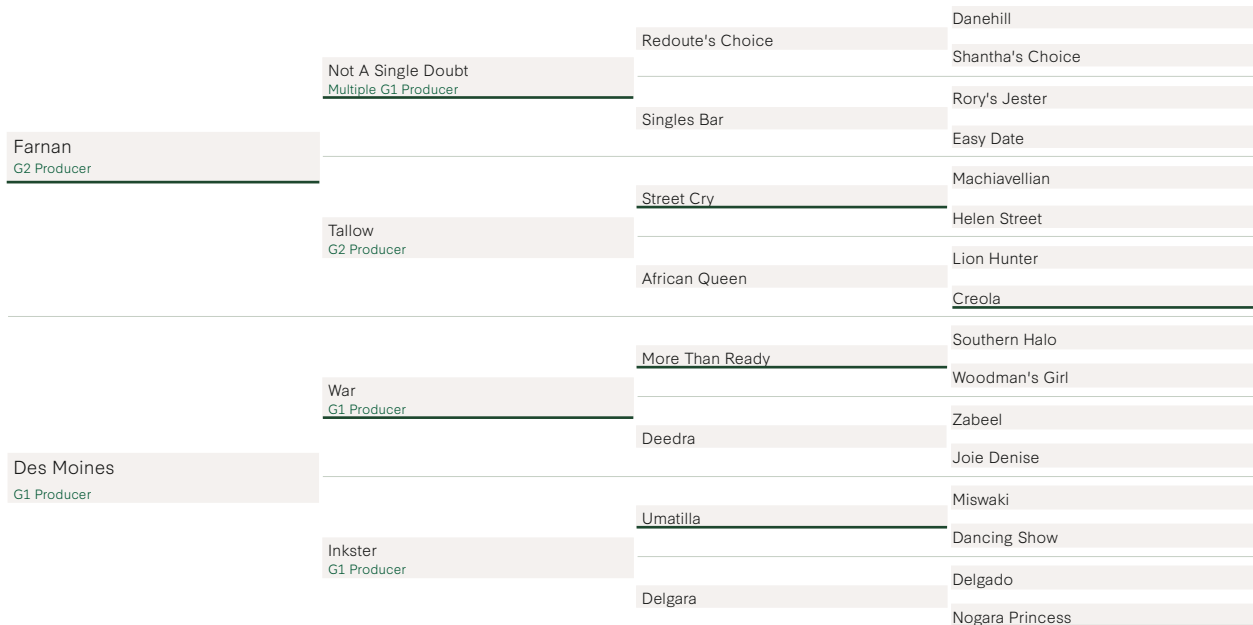 Danehill
Redoute's Choice
Shantha's Choice
Not A Single Doubt
Multiple G1 Producer
Rory's Jester
Singles Bar
Easy Date
Farnan
G2 Producer
Machiavellian
Street Cry
Helen Street
Tallow
G2 Producer
Lion Hunter
African Queen
Creola
Southern Halo
More Than Ready
Woodman's Girl
War
G1 Producer
Zabeel
Deedra
Joie Denise
Des Moines
G1 Producer
Miswaki
Umatilla
Dancing Show
Inkster
G1 Producer
Delgado
Delgara
Nogara Princess